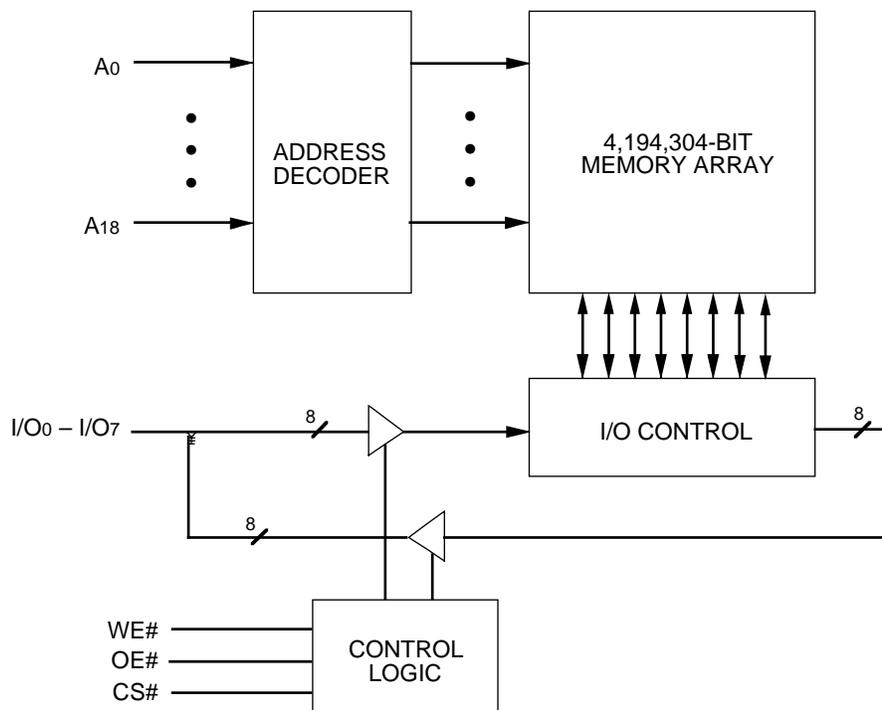 A0
A18
ADDRESS
DECODER
4,194,304-BIT
MEMORY ARRAY
I/O0 – I/O7
8
I/O CONTROL
8
8
WE#
OE#
CS#
CONTROL
LOGIC